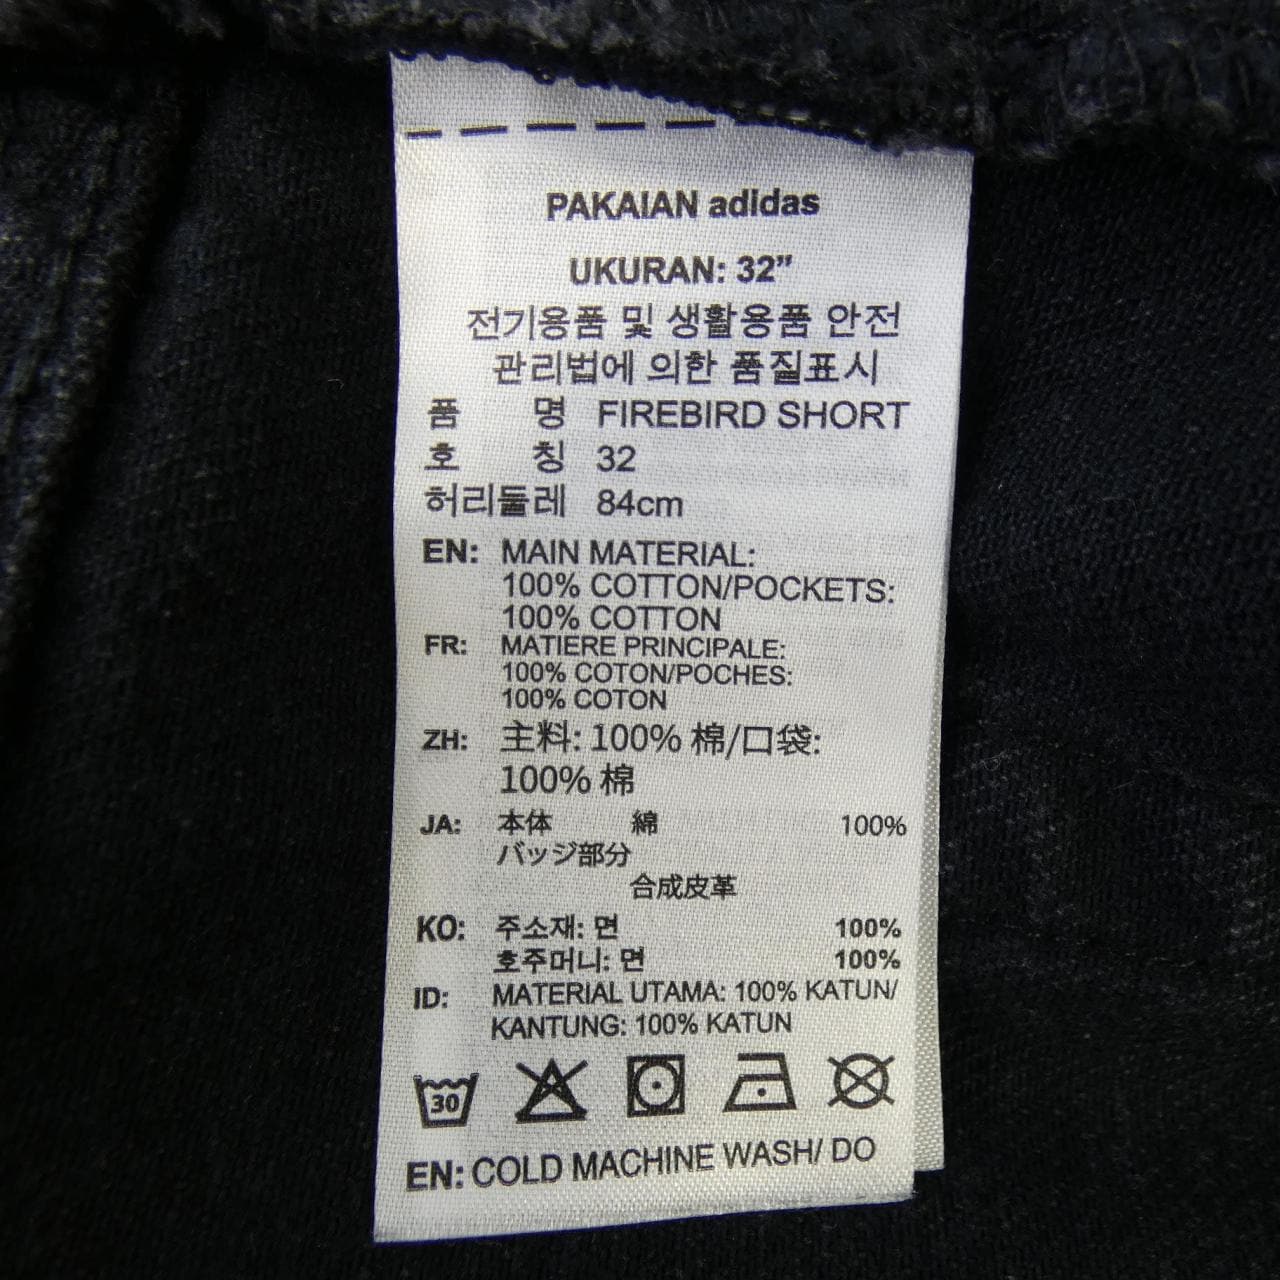 PAKAIAN adidas
UKURAN: 32”
전기용품 및 생활용품 안전
관리법에 의한 품질표시
품 명 FIREBIRD SHORT
호 칭 32
허리둘레 84cm
EN: MAIN MATERIAL:
100% COTTON/POCKETS:
100% COTTON
FR: MATIERE PRINCIPALE:
100% COTON/POCHES:
100% COTON
ZH: 主料: 100% 棉/口袋:
100% 棉
JA: 本体 綿 100%
バッジ部分
合成皮革
KO: 주소재: 면 100%
호주머니: 면 100%
ID: MATERIAL UTAMA: 100% KATUN/
KANTUNG: 100% KATUN
30
EN: COLD MACHINE WASH/ DO